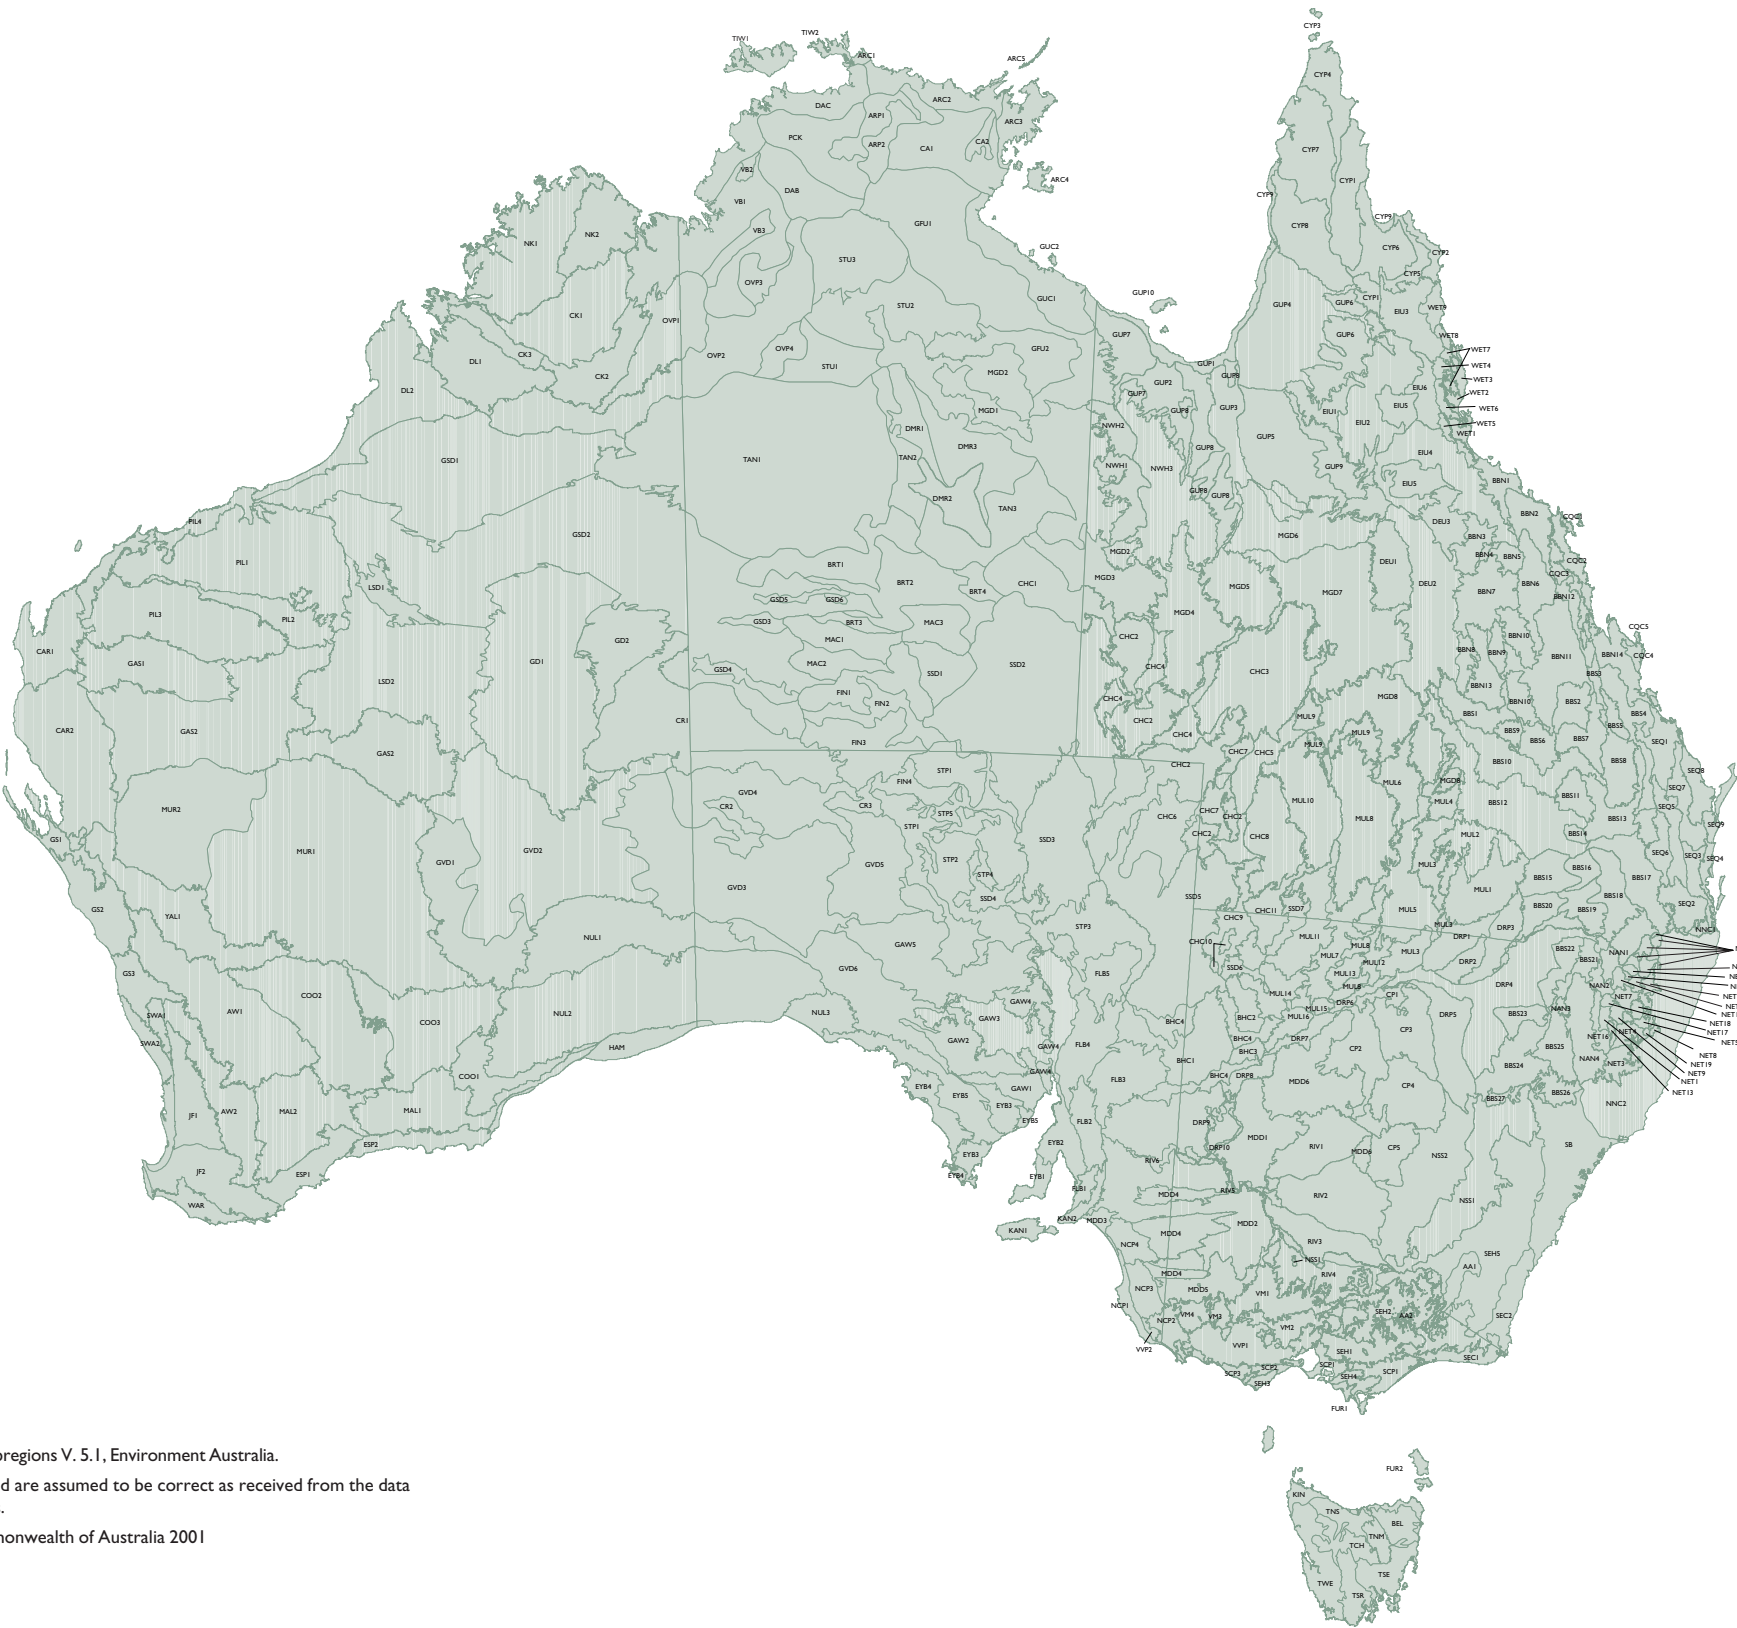 CYP3
TIW2
TIW1
ARC1
ARC5
CYP4
ARC2
DAC
ARP1
ARC3
PCK
CA2
ARP2
CA1
CYP7
VB2
ARC4
CYP1
DAB
CYP9
VB1
CYP9
GFU1
CYP8
VB3
NK2
NK1
GUC2
CYP6
CYP2
STU3
CYP5
OVP3
GUP10
CYP1
GUC1
GUP6
GUP4
STU2
WET9
EIU3
CK1
OVP1
GUP7
GUP6
WET8
OVP4
GFU2
WET7
CK3
OVP2
DL1
GUP1
STU1
WET4
MGD2
CK2
GUP8
WET3
GUP2
EIU6
DL2
WET2
GUP7
EIU5
GUP3
WET6
MGD1
GUP8
EIU1
EIU2
WET5
NWH2
DMR1
WET1
GUP5
DMR3
GUP8
EIU4
TAN2
TAN1
GSD1
NWH1
NWH3
GUP9
BBN1
EIU5
GUP8
GUP8
DMR2
TAN3
BBN2
CQC1
PIL4
DEU3
GSD2
MGD6
BBN3
MGD2
BBN4
BBN5
PIL1
DEU1
CQC2
BRT1
CQC3
MGD3
BRT2
CHC1
DEU2
BBN6
LSD1
MGD5
BRT4
BBN7
MGD7
BBN12
GSD5
GSD6
MGD4
PIL3
PIL2
GSD3
BRT3
MAC3
CQC5
CHC2
BBN10
GD2
MAC1
CAR1
BBN8
BBN9
BBN14
CQC4
BBN11
GAS1
GD1
MAC2
SSD2
CHC4
GSD4
CHC3
SSD1
BBS3
LSD2
BBN13
FIN1
CHC4
MGD8
BBN10
BBS2
FIN2
BBS1
BBS4
CR1
CHC2
MUL9
BBS5
CAR2
GAS2
CHC4
MUL9
BBS9
BBS6
BBS7
SEQ1
FIN3
MUL9
CHC7
CHC5
GAS2
CHC2
BBS10
BBS8
STP1
SEQ8
FIN4
MUL6
MGD8
SEQ7
GVD4
BBS11
MUL10
MUL4
BBS12
CR2
CR3
SEQ5
MUR2
CHC7
STP5
CHC6
CHC2
MUL8
BBS13
SEQ9
STP1
CHC2
BBS14
MUL2
GS1
SSD3
CHC8
MUR1
GVD2
SEQ6
SEQ3
SEQ4
STP2
GVD1
GVD5
MUL3
BBS16
STP4
BBS15
BBS17
GVD3
MUL1
SSD4
SSD5
BBS18
SEQ2
GS2
BBS20
BBS19
YAL1
CHC9
CHC11
SSD7
MUL5
STP3
MUL3
DRP3
NNC1
NUL1
CHC10
MUL11
DRP1
GAW5
MUL8
BBS22
NAN1
MUL7
MUL3
BBS21
DRP2
GVD6
SSD6
MUL12
GS3
FLB5
MUL13
DRP4
NAN2
COO2
MUL14
MUL8
CP1
NET7
GAW4
DRP6
AW1
NUL2
NUL3
MUL15
NAN3
SWA1
GAW3
BHC2
MUL16
DRP5
BBS23
COO3
BHC4
CP3
NET18
NET4
NET17
GAW2
BHC4
DRP7
NET16
SWA2
GAW4
FLB4
CP2
BBS25
HAM
BHC3
BHC1
NAN4
NET3
NET8
BBS24
NET19
GAW4
NET9
COO1
FLB3
BHC4
DRP8
MDD6
NET1
EYB4
GAW1
CP4
BBS26
NET13
EYB5
BBS27
NNC2
JF1
AW2
MAL2
MAL1
EYB3
EYB5
FLB2
DRP9
MDD1
EYB2
DRP10
RIV1
CP5
SB
ESP2
MDD6
EYB3
NSS2
RIV6
JF2
EYB4
EYB1
FLB1
RIV5
ESP1
MDD4
RIV2
NSS1
WAR
KAN2
MDD3
MDD2
KAN1
MDD4
NCP4
RIV3
SEH5
NSS1
AA1
MDD4
RIV4
NCP3
MDD5
VM1
NCP1
SEH2
AA2
SEC2
NCP2
VM4
VM3
VM2
VVP1
VVP2
SEH1
SEC1
SCP1
SCP2
SCP3
SCP1
SEH4
SEH3
FUR1
oregions V. 5.1, Environment Australia.
FUR2
d are assumed to be correct as received from the data
KIN
TNS
BEL
monwealth of Australia 2001
TNM
TCH
TSE
TWE
TSR